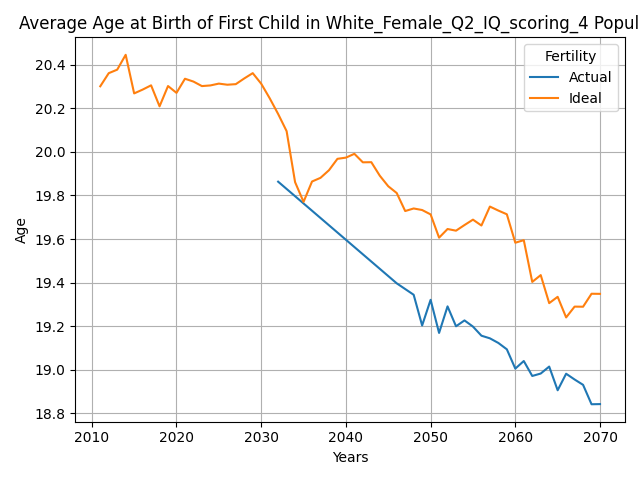 Average Age at Birth of First Child in White_Female_Q2_IQ_scoring_4 Popul
Fertility
Actual
Ideal
20.4
20.2
20.0
19.8
19.6
19.4
19.2
19.0
18.8
Age
2010 2020 2030 2040 2050 2060 2070
Years